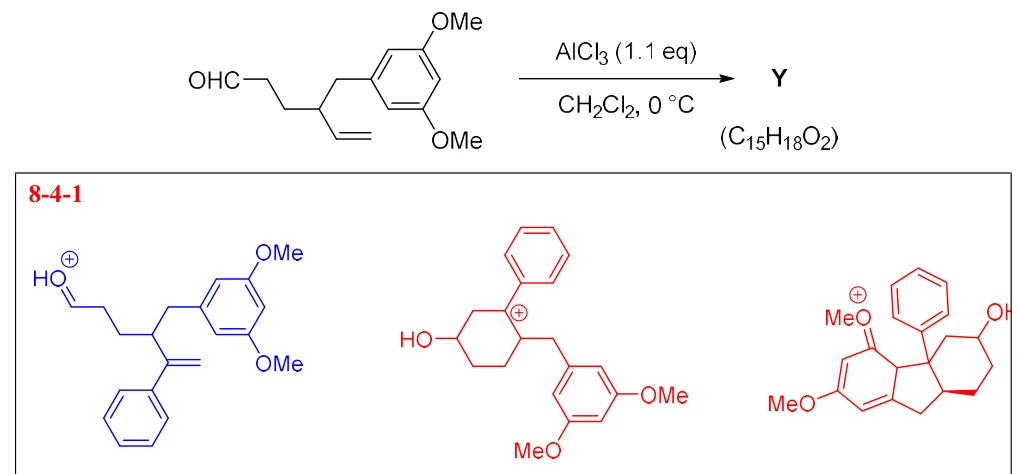 OMe
OHC
OMe
AlCl₃ (1.1 eq)
CH₂Cl₂, 0 °C
Y
(C₁₅H₁₈O₂)
8-4-1
⊕
HO
OMe
OMe
⊕
HO
OMe
MeO
⊕
MeO
OH
MeO